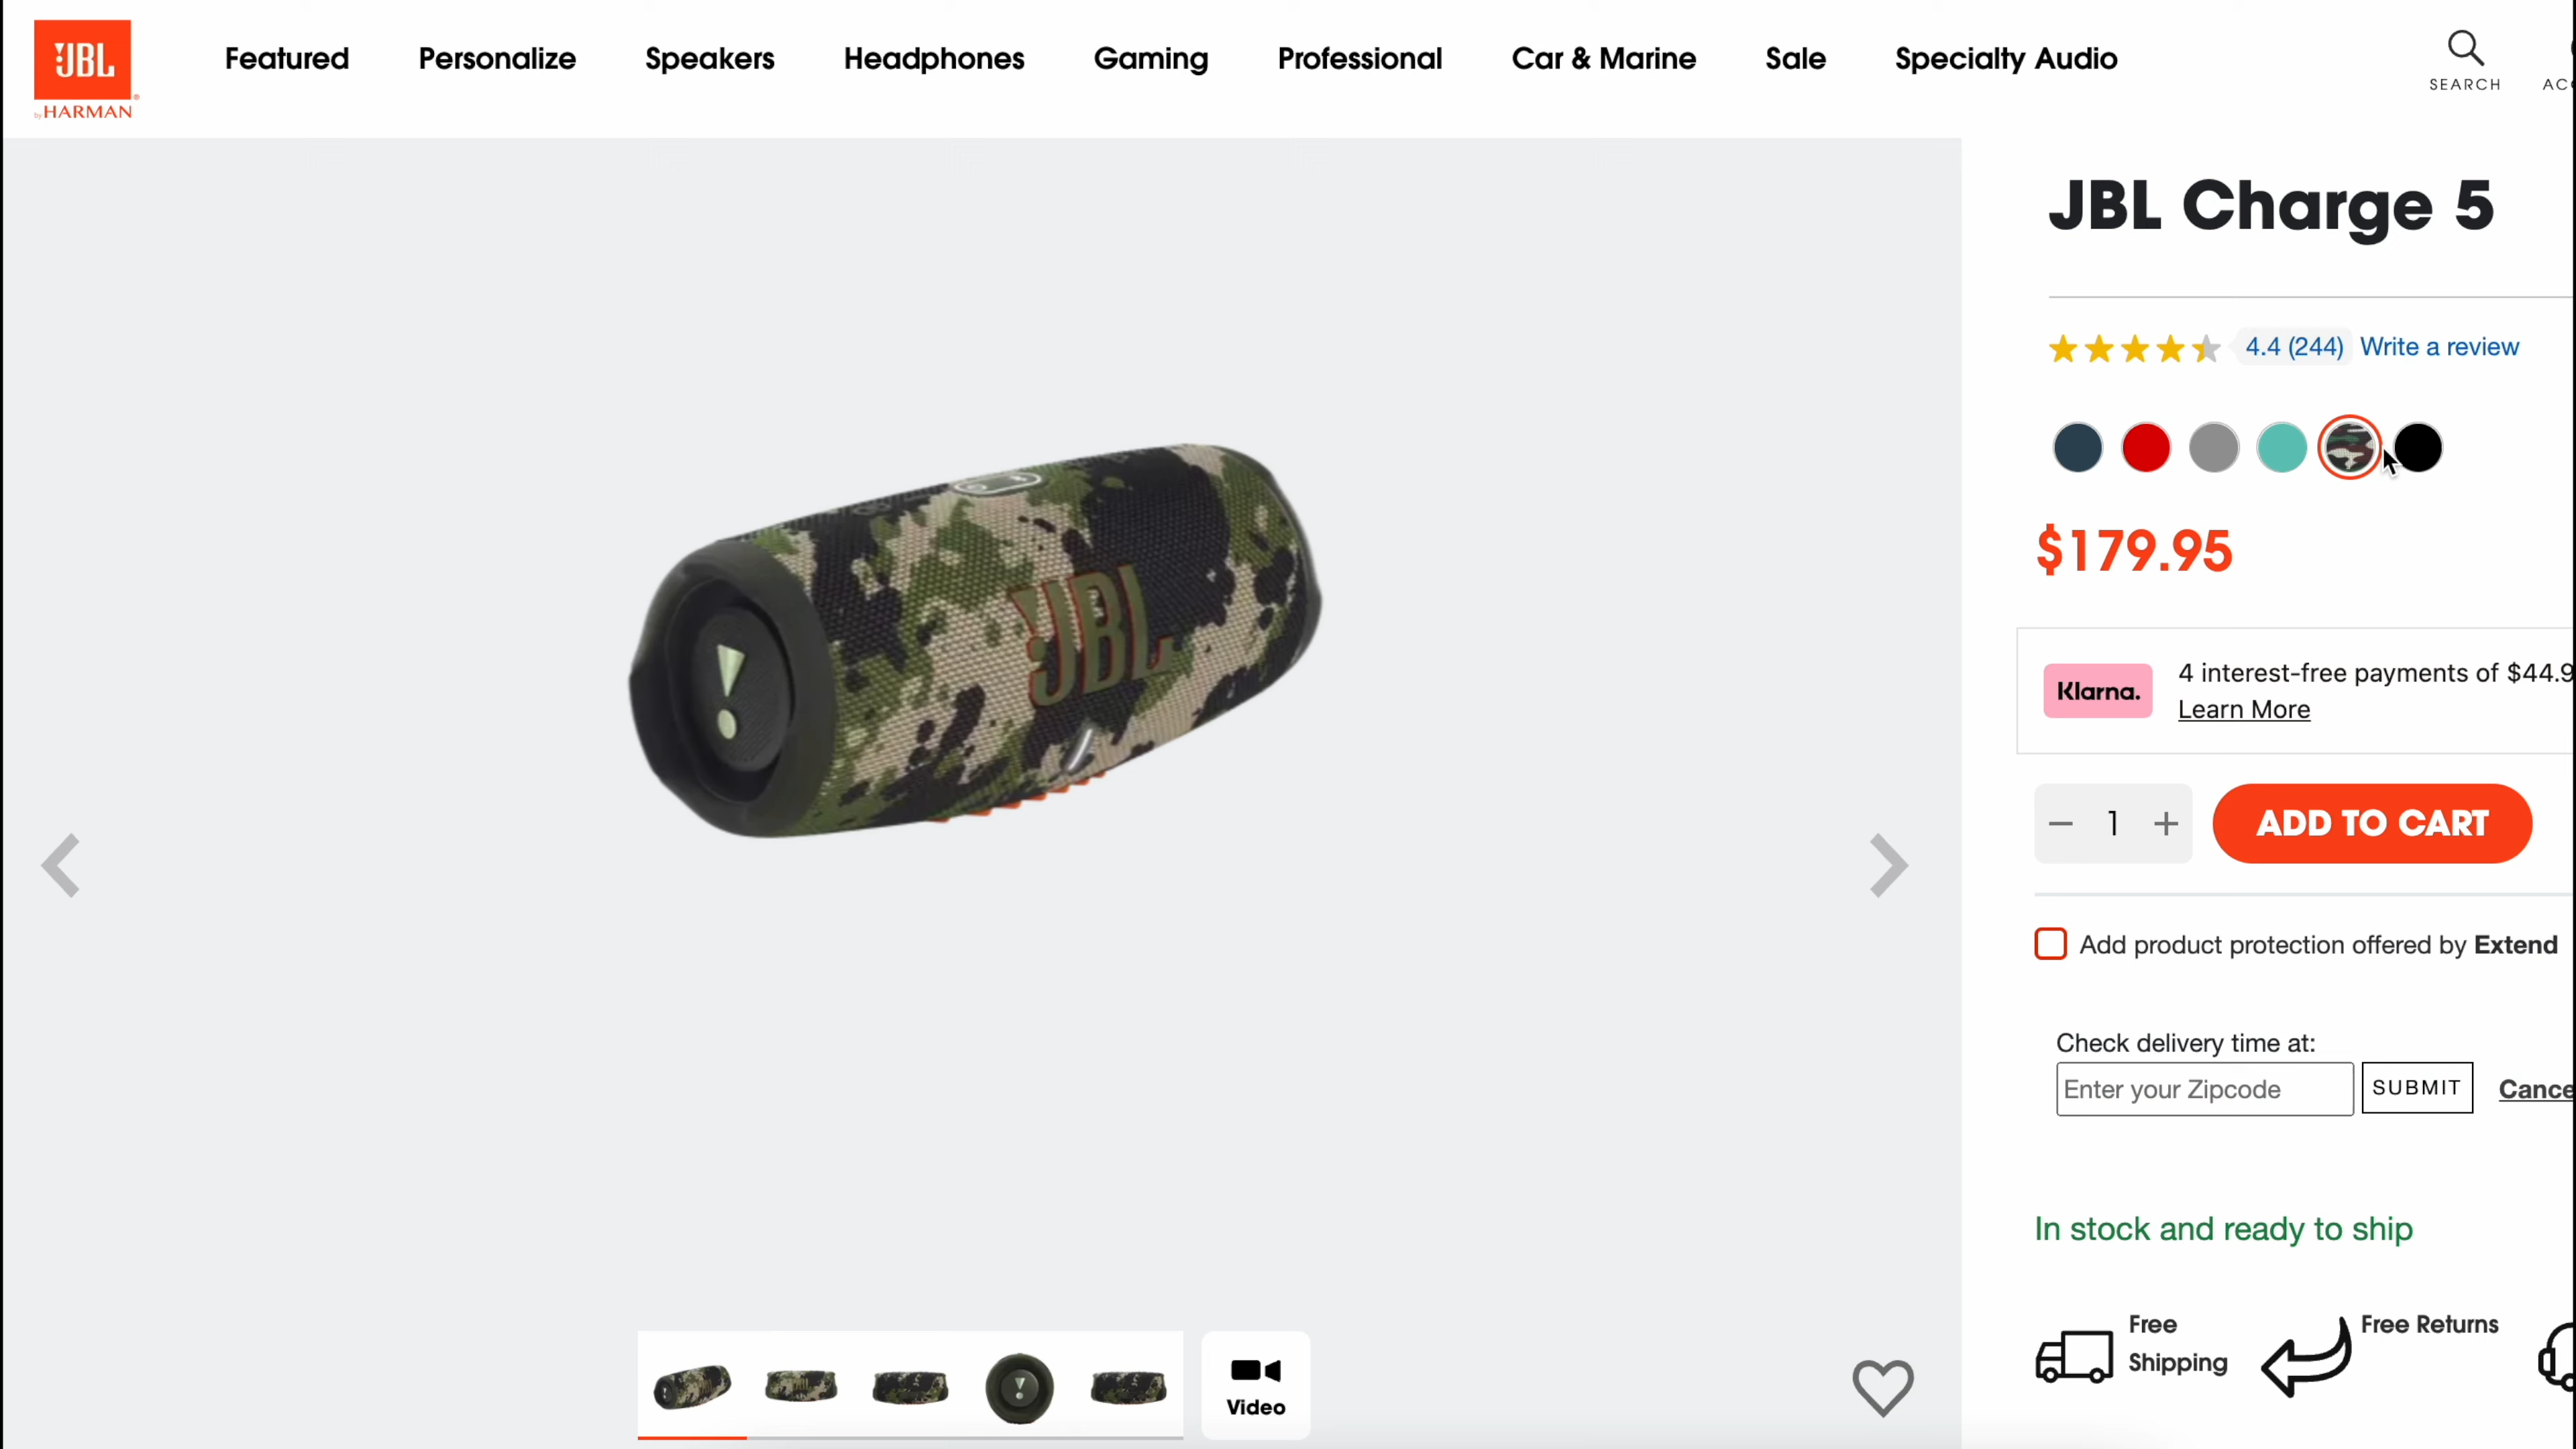 JBL
by HARMAN
Featured
Personalize
Speakers
Headphones
Gaming
Professional
Car & Marine
Sale
Specialty Audio
SEARCH
JBL Charge 5
4.4 (244) Write a review
$179.95
JBL
Klarna.
4 interest-free payments of $44.9
Learn More
1
ADD TO CART
Add product protection offered by Extend
Check delivery time at:
Enter your Zipcode
SUBMIT
Cance
In stock and ready to ship
Free
Shipping
Free Returns
Video